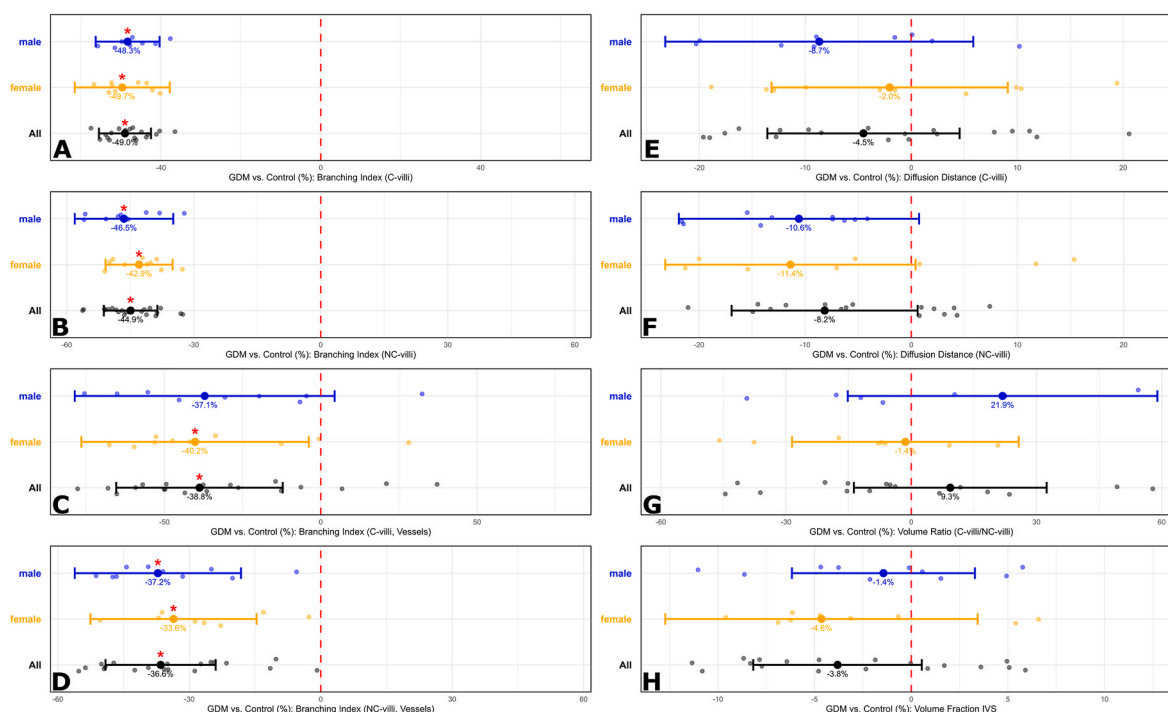 male
*
-48.3%
female
*
-49.7%
All
*
-49.0%
A
-40 0 40
GDM vs. Control (%): Branching Index (C-villi)
male
*
-46.5%
female
*
-42.9%
All
*
-44.9%
B
-60 -30 0 30 60
GDM vs. Control (%): Branching Index (NC-villi)
male
-37.1%
female
*
-40.2%
All
*
-38.8%
C
-50 0 50
GDM vs. Control (%): Branching Index (C-villi, Vessels)
male
*
-37.2%
female
*
-33.6%
All
*
-36.6%
D
-60 -30 0 30 60
GDM vs. Control (%): Branching Index (NC-villi, Vessels)
male
-8.7%
female
-2.0%
All
-4.5%
E
-20 -10 0 10 20
GDM vs. Control (%): Diffusion Distance (C-villi)
male
-10.6%
female
-11.4%
All
-8.2%
F
-20 -10 0 10 20
GDM vs. Control (%): Diffusion Distance (NC-villi)
male
21.9%
female
-1.4%
All
9.3%
G
-60 -30 0 30 60
GDM vs. Control (%): Volume Ratio (C-villi/NC-villi)
male
-1.4%
female
-4.6%
All
-3.8%
H
-10 -5 0 5 10
GDM vs. Control (%): Volume Fraction IVS